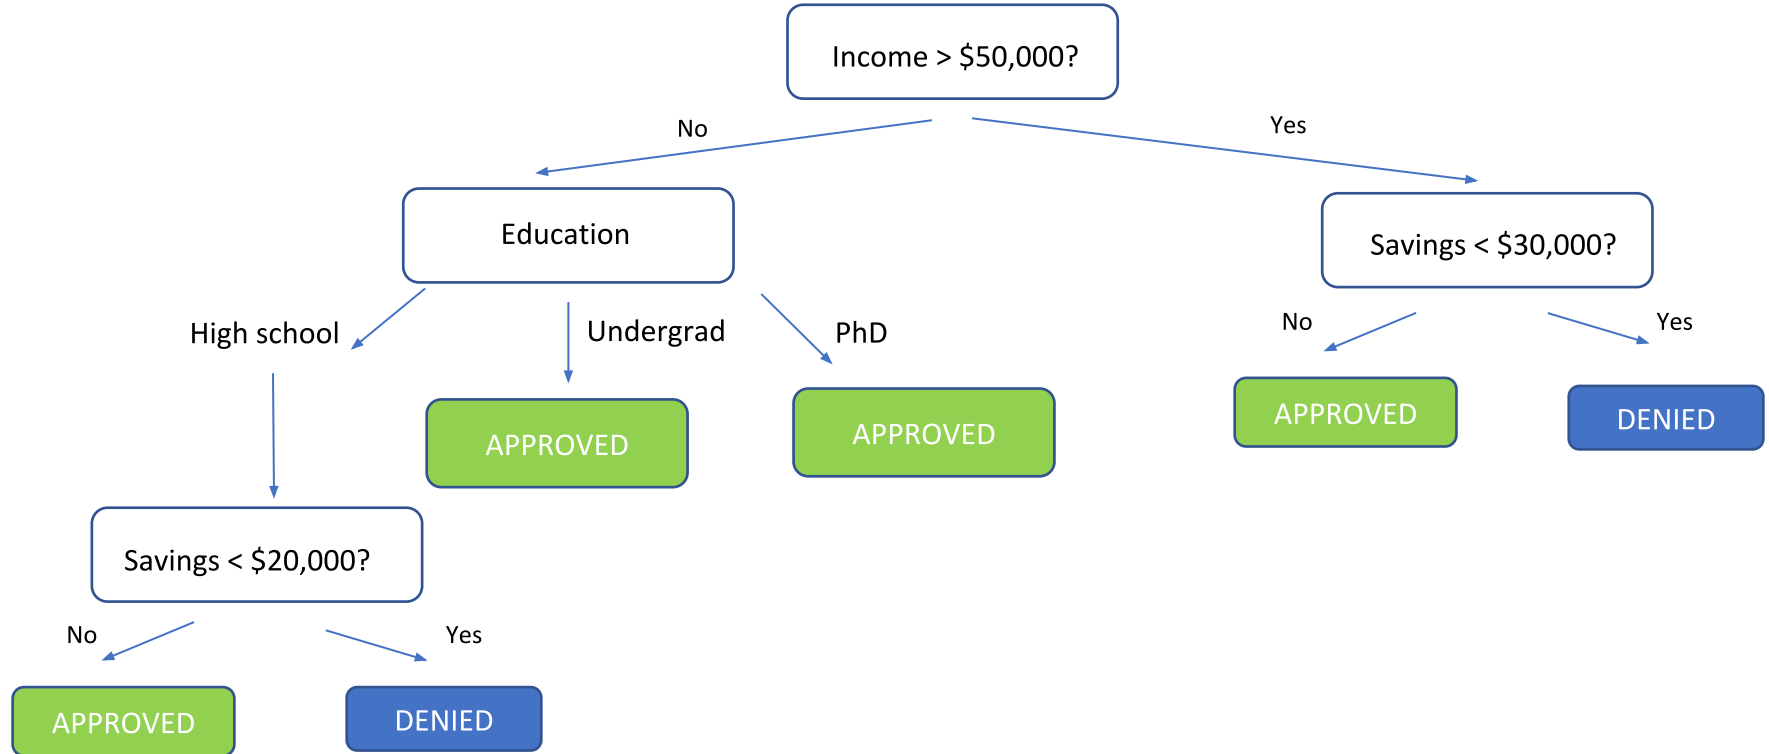 Income > $50,000?
No
Yes
Education
Savings < $30,000?
High school
Undergrad
PhD
No
Yes
APPROVED
APPROVED
APPROVED
DENIED
Savings < $20,000?
No
Yes
APPROVED
DENIED